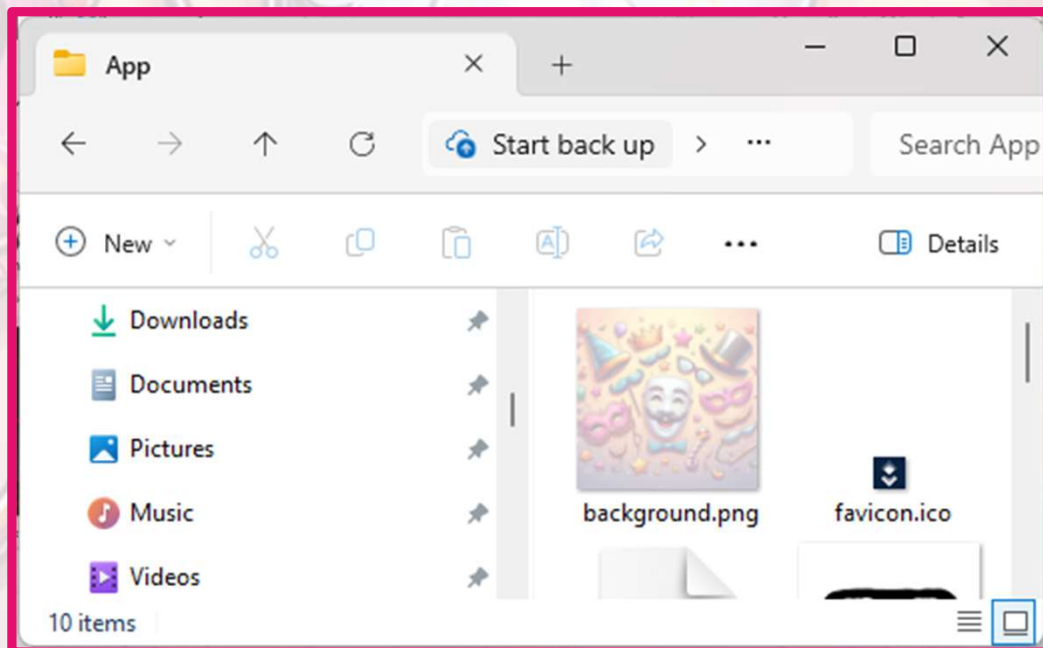 App
Start back up
Search App
New
Details
Downloads
Documents
Pictures
Music
Videos
background.png
favicon.ico
10 items